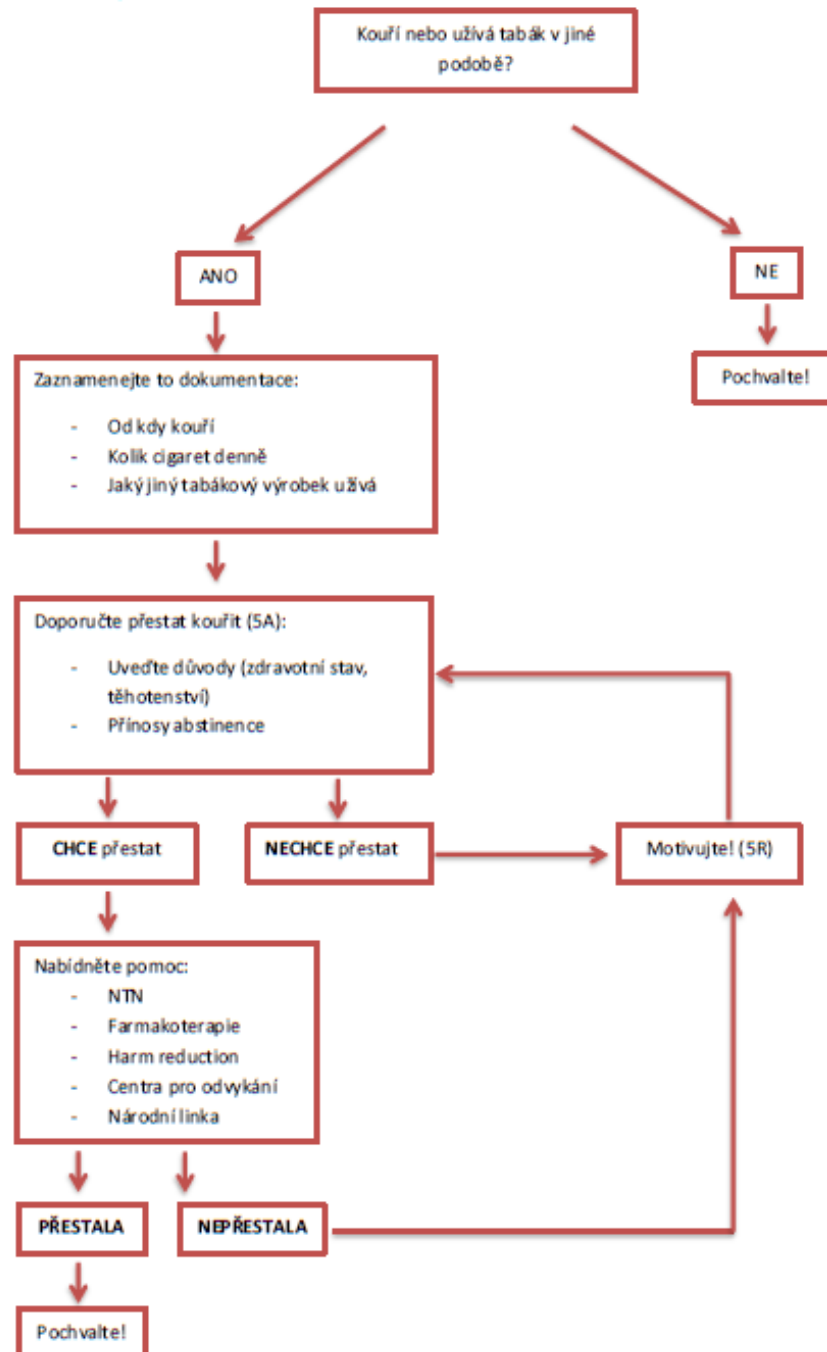 Kouří nebo užívá tabák v jiné
podobě?
ANO
NE
Zaznamenejte to dokumentace:
- Od kdy kouří
- Kolik cigaret denně
- Jaký jiný tabákový výrobek užívá
Pochvalte!
Doporučte přestat kouřit (5A):
- Uveďte důvody (zdravotní stav,
těhotenství)
- Přínosy abstinence
CHCE přestat
NECHCE přestat
Motivujte! (5R)
Nabídněte pomoc:
- NTN
- Farmakoterapie
- Harm reduction
- Centra pro odvykání
- Národní linka
PŘESTALA
NEPŘESTALA
Pochvalte!